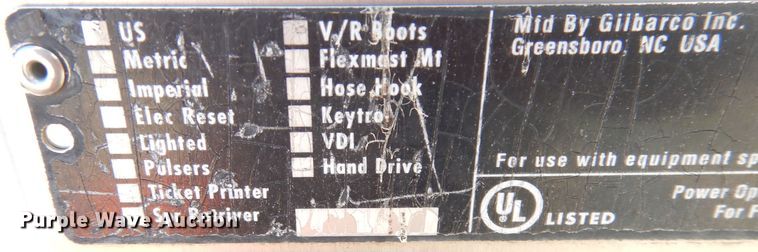 US
Metric
Imperial
Elec Reset
Lighted
Pulsers
Ticket Printer
V/R Boots
Flexmast Mt
Hose Hook
Keytrol
VDL
Hand Drive
Mfd By Gilbarco Inc.
Greensboro, NC USA
For use with equipment sp
UL LISTED
Power Op
For F
Purple Wave Auction